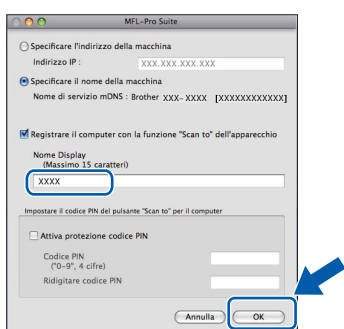 MFL-Pro Suite
Specificare l'indirizzo della macchina
Indirizzo IP :
XXX.XXX.XXX.XXX
Specificare il nome della macchina
Nome di servizio mDNS : Brother XXX- XXXX [XXXXXXXXXXXX]
Registrare il computer con la funzione "Scan to" dell'apparecchio
Nome Display
(Massimo 15 caratteri)
XXXX
Impostare il codice PIN del pulsante "Scan to" per il computer
Attiva protezione codice PIN
Codice PIN
("0-9", 4 cifre)
Ridigitare codice PIN
Annulla
OK